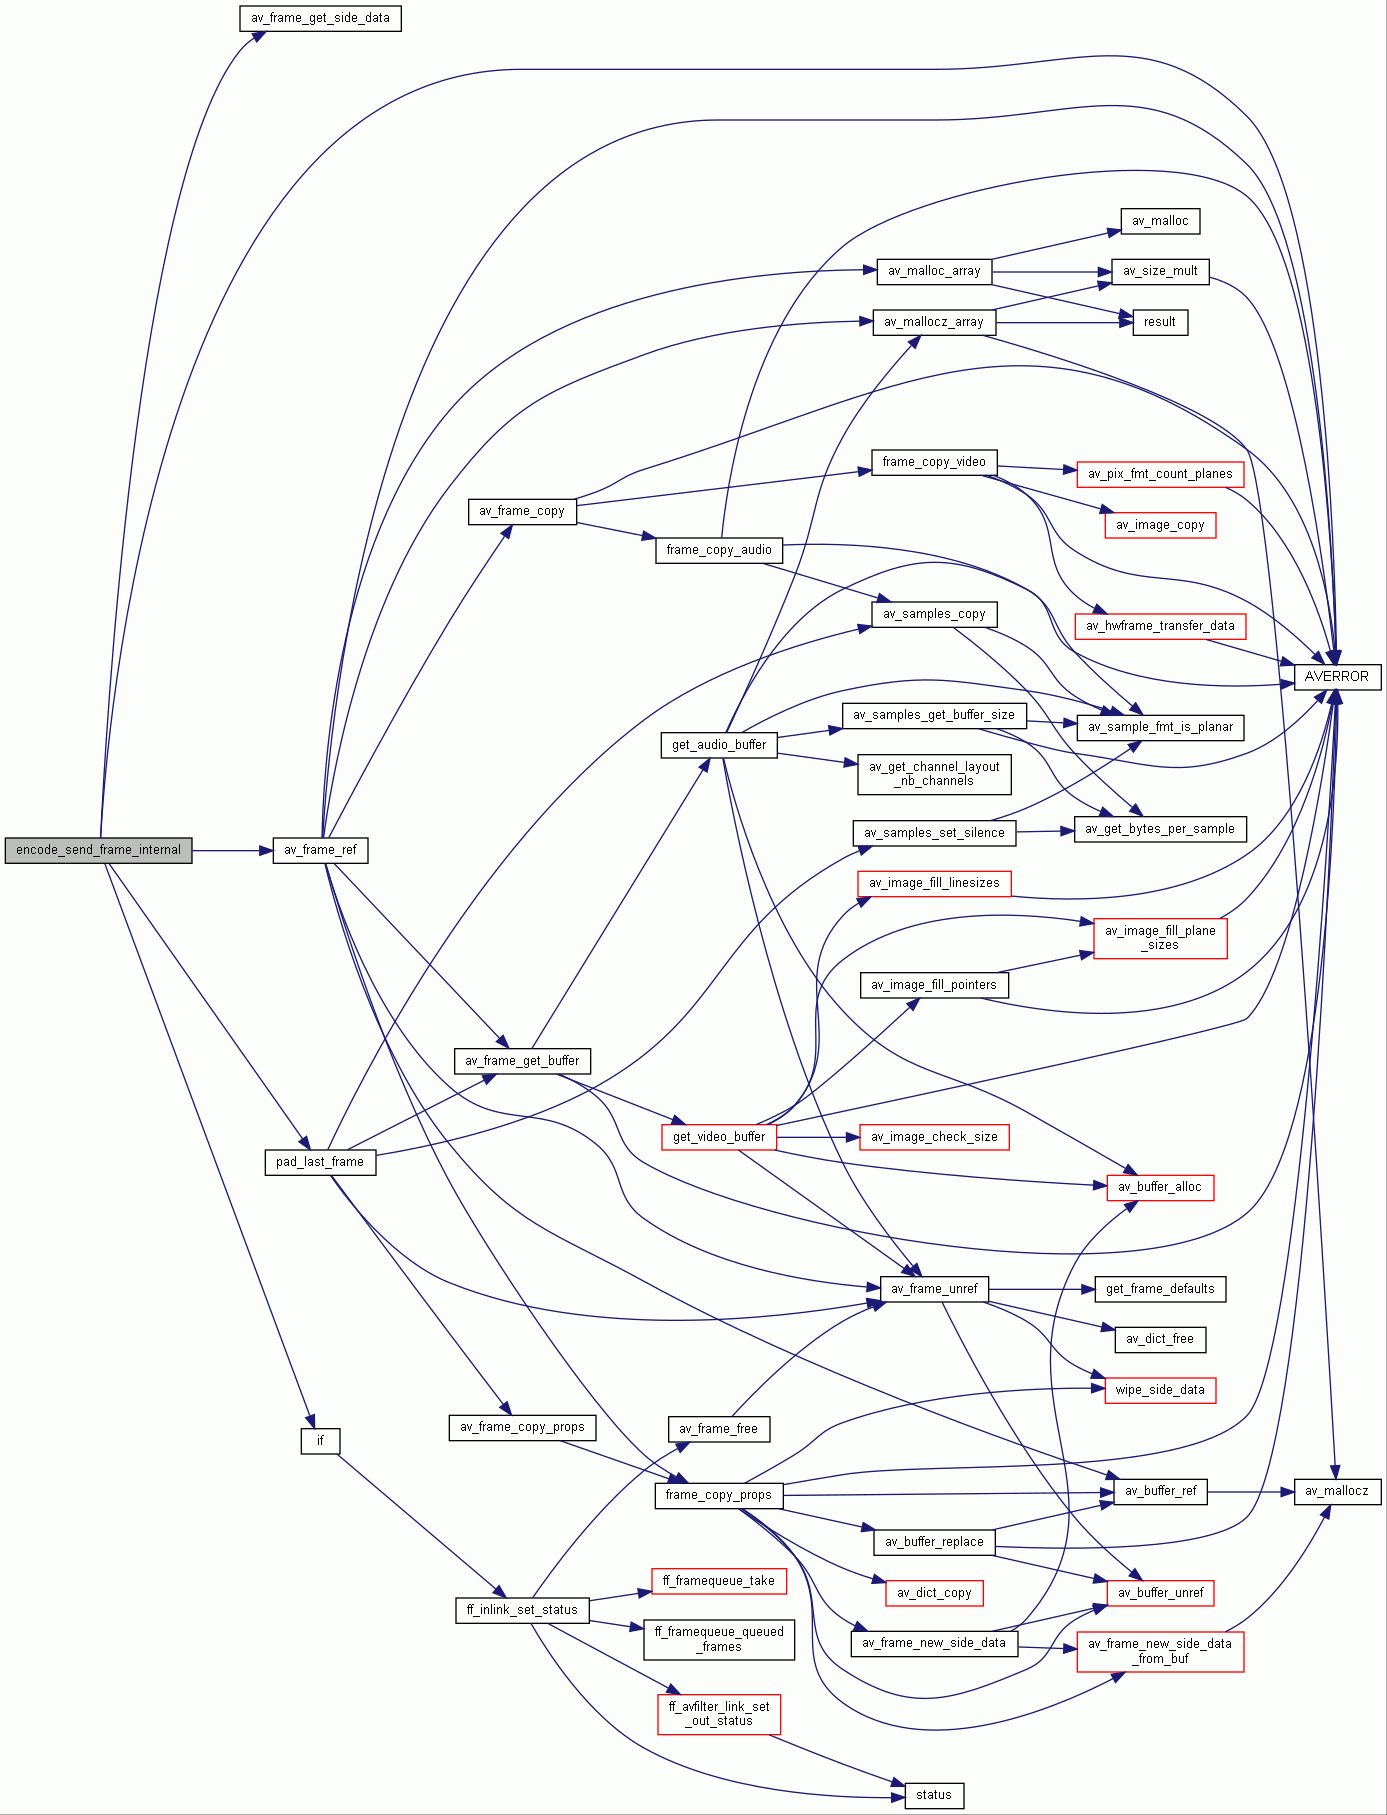 av_frame_get_side_data
av_malloc
av_malloc_array
av_size_mult
av_mallocz_array
result
frame_copy_video
av_pix_fmt_count_planes
av_frame_copy
av_image_copy
frame_copy_audio
av_samples_copy
av_hwframe_transfer_data
AVERROR
av_samples_get_buffer_size
av_sample_fmt_is_planar
get_audio_buffer
av_get_channel_layout
_nb_channels
av_samples_set_silence
av_get_bytes_per_sample
encode_send_frame_internal
av_frame_ref
av_image_fill_linesizes
av_image_fill_plane
_sizes
av_image_fill_pointers
av_frame_get_buffer
get_video_buffer
av_image_check_size
pad_last_frame
av_buffer_alloc
av_frame_unref
get_frame_defaults
av_dict_free
wipe_side_data
av_frame_copy_props
av_frame_free
if
frame_copy_props
av_buffer_ref
av_mallocz
av_buffer_replace
ff_framequeue_take
av_dict_copy
av_buffer_unref
ff_inlink_set_status
ff_framequeue_queued
_frames
av_frame_new_side_data
av_frame_new_side_data
_from_buf
ff_avfilter_link_set
_out_status
status